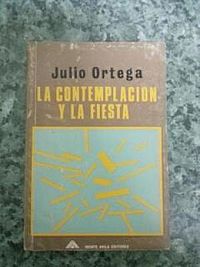 Julio Ortega
LA CONTEMPLACION
Y LA FIESTA
MONTE AVILA EDITORES